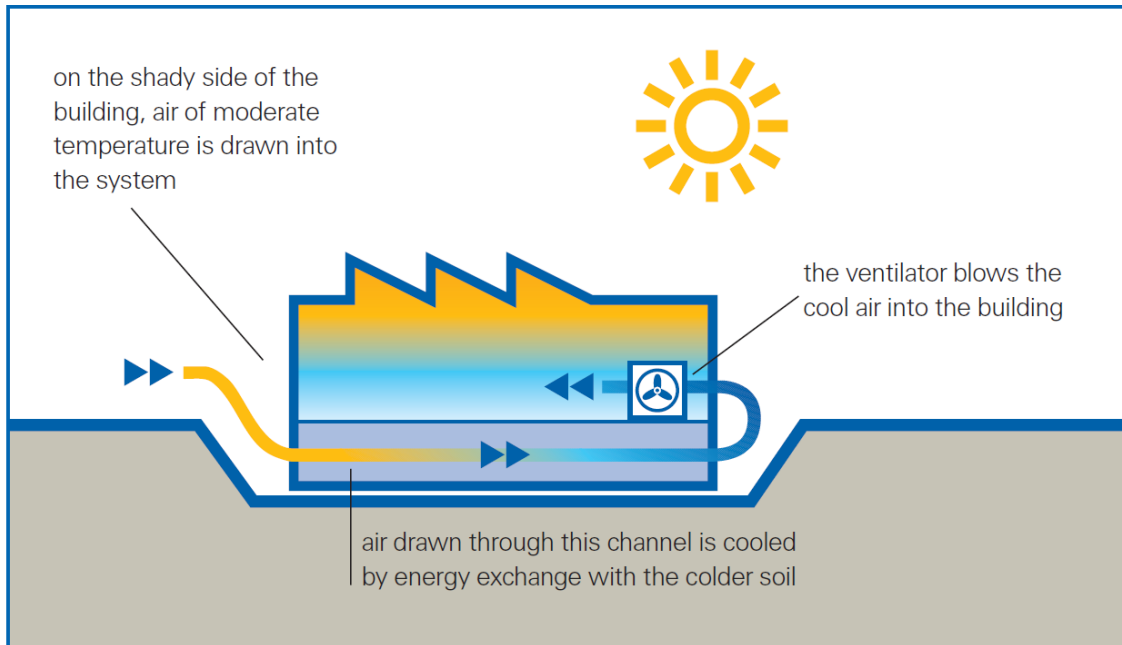 on the shady side of the
building, air of moderate
temperature is drawn into
the system
the ventilator blows the
cool air into the building
air drawn through this channel is cooled
by energy exchange with the colder soil